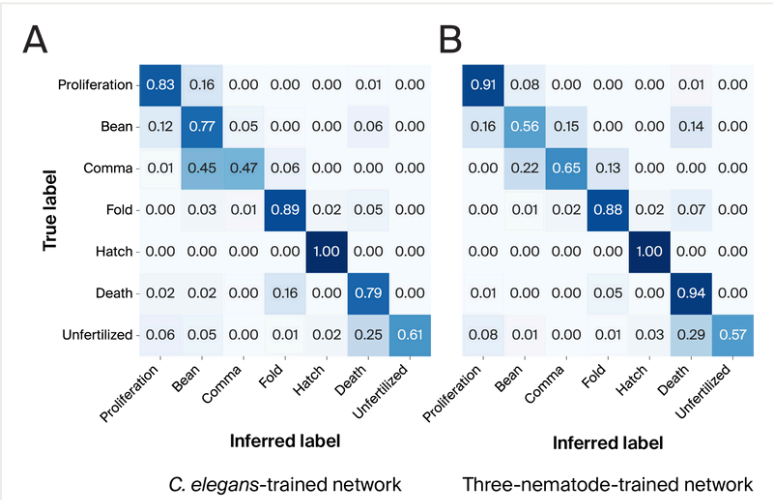 A
B
Proliferation 0.83 0.16 0.00 0.00 0.00 0.01 0.00 0.91 0.08 0.00 0.00 0.00 0.01 0.00
Bean 0.12 0.77 0.05 0.00 0.00 0.06 0.00 0.16 0.56 0.15 0.00 0.00 0.14 0.00
Comma 0.01 0.45 0.47 0.06 0.00 0.00 0.00 0.00 0.22 0.65 0.13 0.00 0.00 0.00
Fold 0.00 0.03 0.01 0.89 0.02 0.05 0.00 0.00 0.01 0.02 0.88 0.02 0.07 0.00
Hatch 0.00 0.00 0.00 0.00 1.00 0.00 0.00 0.00 0.00 0.00 0.00 1.00 0.00 0.00
Death 0.02 0.02 0.00 0.16 0.00 0.79 0.00 0.01 0.00 0.00 0.05 0.00 0.94 0.00
Unfertilized 0.06 0.05 0.00 0.01 0.02 0.25 0.61 0.08 0.01 0.00 0.01 0.03 0.29 0.57
True label
Proliferation Bean Comma Fold Hatch Death Unfertilized Proliferation Bean Comma Fold Hatch Death Unfertilized
Inferred label Inferred label
C. elegans-trained network Three-nematode-trained network